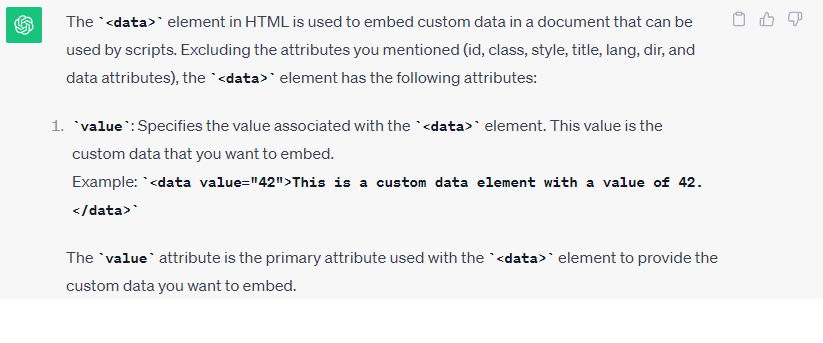 The `<data>` element in HTML is used to embed custom data in a document that can be
used by scripts. Excluding the attributes you mentioned (id, class, style, title, lang, dir, and
data attributes), the `<data>` element has the following attributes:
1. `value`: Specifies the value associated with the `<data>` element. This value is the
custom data that you want to embed.
Example: `<data value="42">This is a custom data element with a value of 42.
</data>`
The `value` attribute is the primary attribute used with the `<data>` element to provide the
custom data you want to embed.